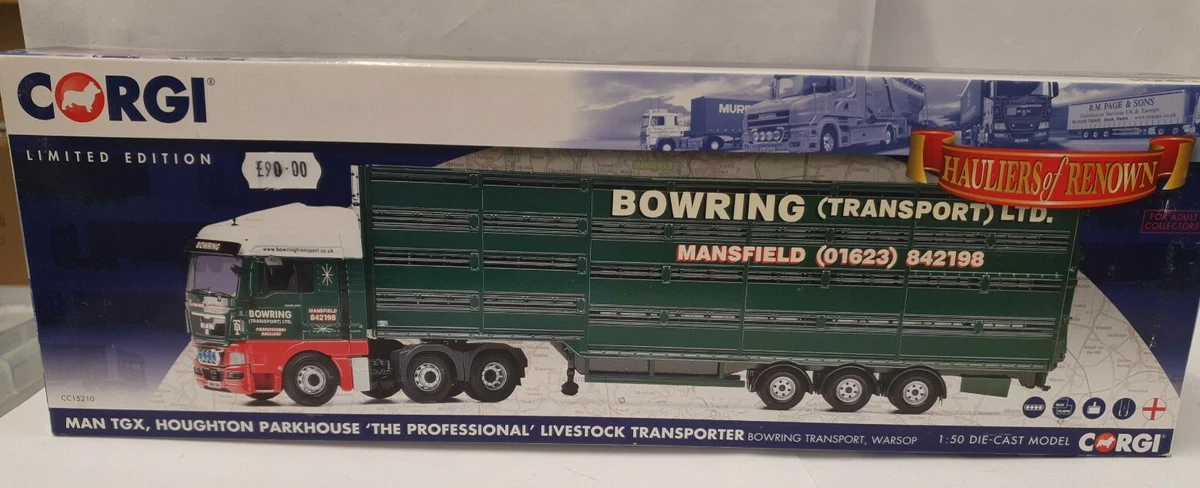 CORGI®
LIMITED EDITION
£90.00
MURR
R.M. PAGE & SONS
HAULIERS of RENOWN
FOR ADULT
COLLECTORS
BOWRING (TRANSPORT) LTD.
MANSFIELD (01623) 842198
BOWRING
www.bowringtransport.co.uk
BOWRING
(TRANSPORT) LTD.
PROFESSIONAL
HAULIERS
MANSFIELD
842198
MAN
CC15210
MAN TGX, HOUGHTON PARKHOUSE 'THE PROFESSIONAL' LIVESTOCK TRANSPORTER BOWRING TRANSPORT, WARSOP 1:50 DIE-CAST MODEL CORGI